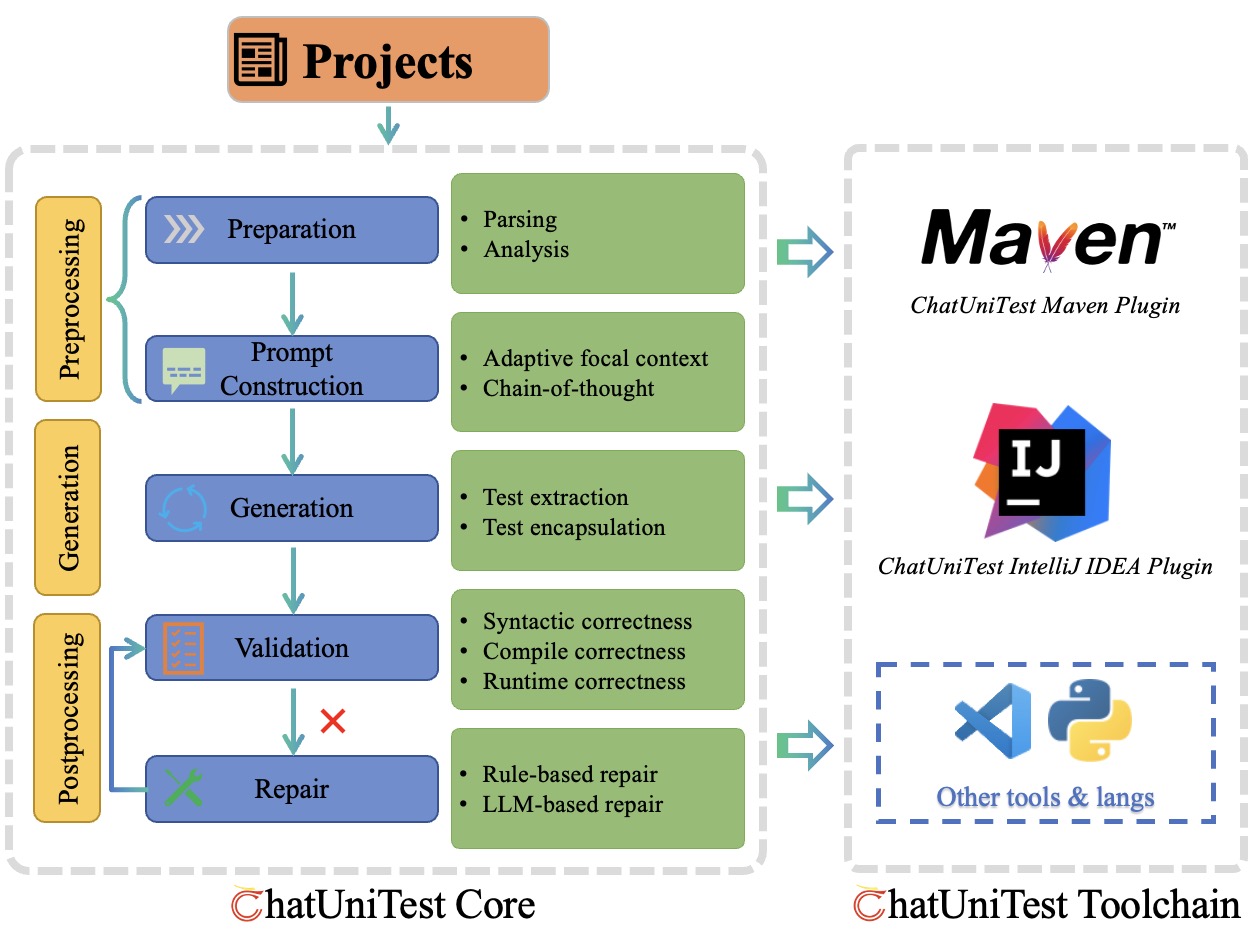 Projects
Preprocessing
Preparation
• Parsing
• Analysis
Prompt
Construction
• Adaptive focal context
• Chain-of-thought
Generation
Generation
• Test extraction
• Test encapsulation
Postprocessing
Validation
• Syntactic correctness
• Compile correctness
• Runtime correctness
Repair
• Rule-based repair
• LLM-based repair
ChatUniTest Core
Maven™
ChatUniTest Maven Plugin
IJ
ChatUniTest IntelliJ IDEA Plugin
Other tools & langs
ChatUniTest Toolchain